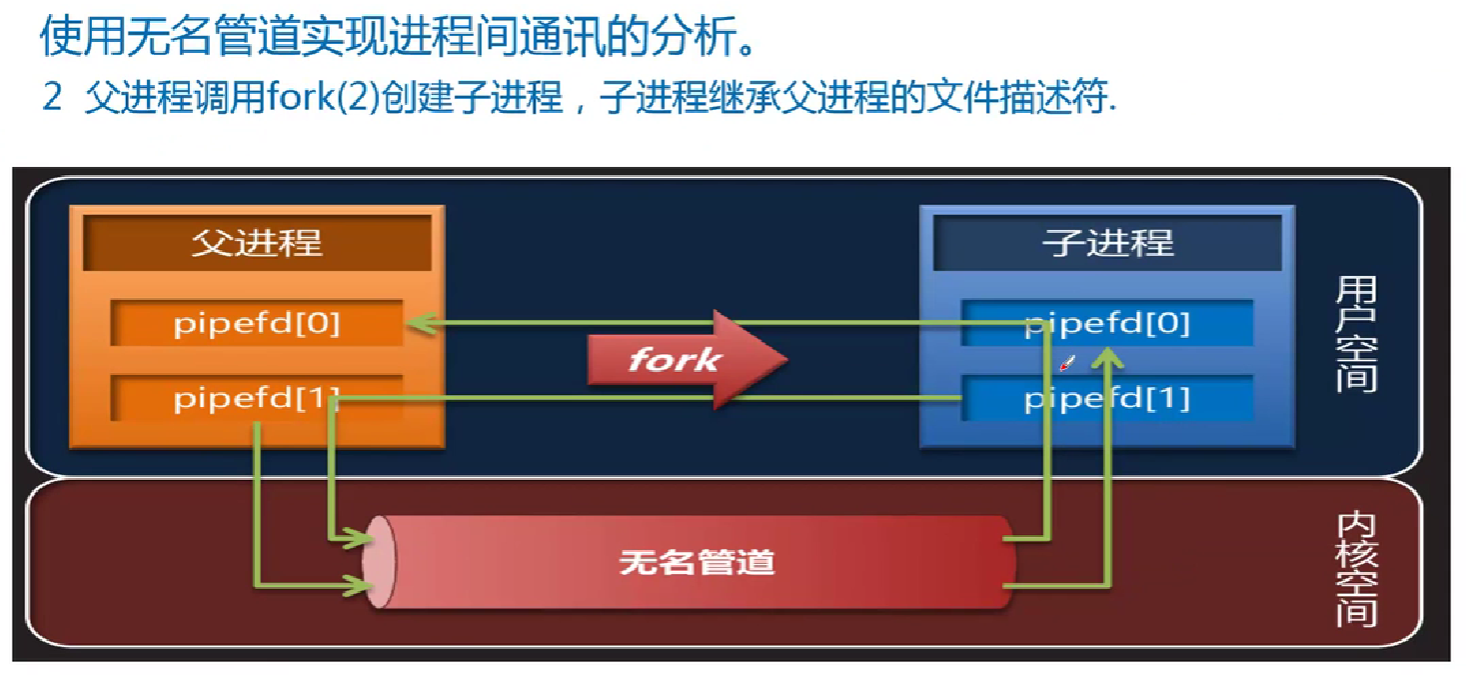 使用无名管道实现进程间通讯的分析。
2 父进程调用fork(2)创建子进程，子进程继承父进程的文件描述符.
父进程
子进程
pipefd[0]
pipefd[0]
fork
pipefd[1]
pipefd[1]
用户空间
无名管道
内核空间